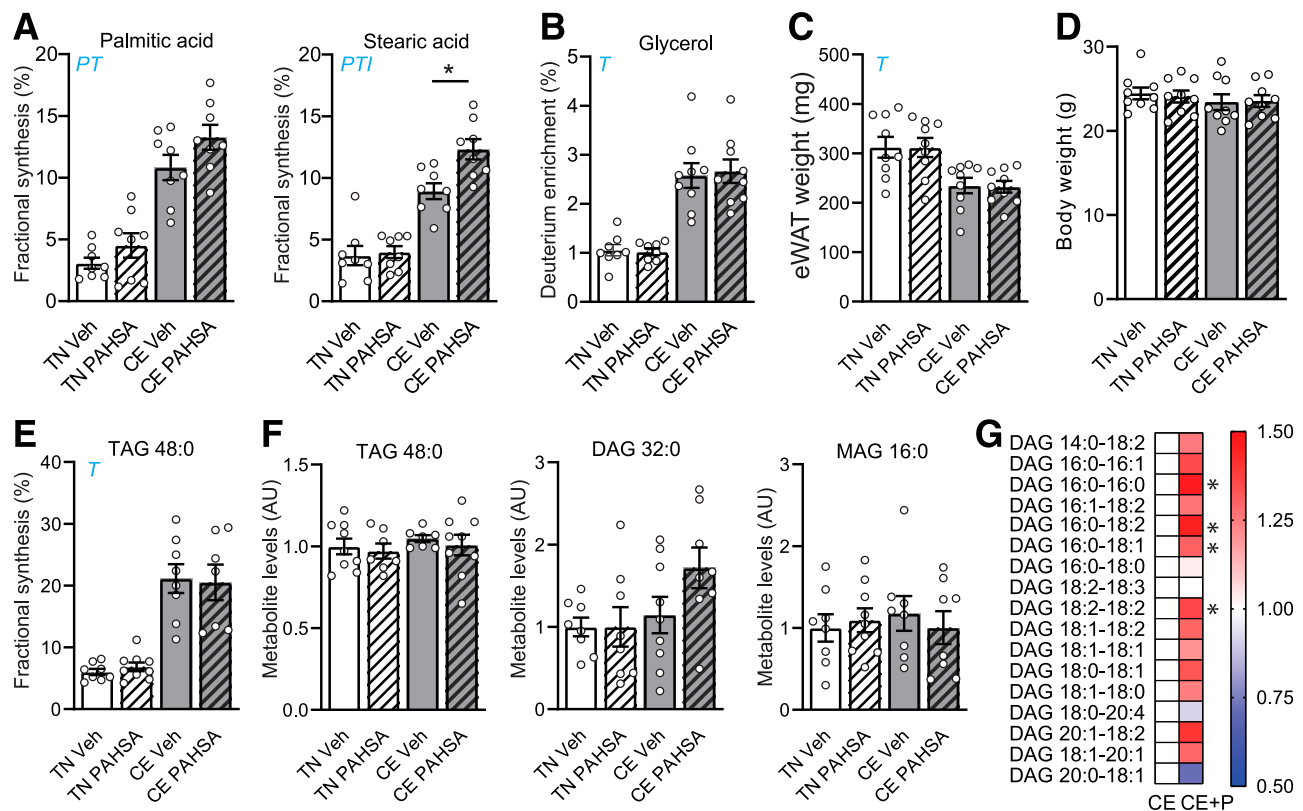 A
Palmitic acid
Stearic acid
Fractional synthesis (%)
20
15
10
5
0
PT
TN Veh
TN PAHSA
CE Veh
CE PAHSA
Fractional synthesis (%)
20
15
10
5
0
PTI
*
TN Veh
TN PAHSA
CE Veh
CE PAHSA
B
Glycerol
Deuterium enrichment (%)
5
4
3
2
1
0
T
TN Veh
TN PAHSA
CE Veh
CE PAHSA
C
eWAT weight (mg)
500
400
300
200
100
0
T
TN Veh
TN PAHSA
CE Veh
CE PAHSA
D
Body weight (g)
30
20
10
0
TN Veh
TN PAHSA
CE Veh
CE PAHSA
E
TAG 48:0
Fractional synthesis (%)
40
30
20
10
0
T
TN Veh
TN PAHSA
CE Veh
CE PAHSA
F
TAG 48:0
Metabolite levels (AU)
1.5
1.0
0.5
0.0
TN Veh
TN PAHSA
CE Veh
CE PAHSA
DAG 32:0
Metabolite levels (AU)
3
2
1
0
TN Veh
TN PAHSA
CE Veh
CE PAHSA
MAG 16:0
Metabolite levels (AU)
3
2
1
0
TN Veh
TN PAHSA
CE Veh
CE PAHSA
G
DAG 14:0-18:2
DAG 16:0-16:1
DAG 16:0-16:0 *
DAG 16:1-18:2
DAG 16:0-18:2 *
DAG 16:0-18:1 *
DAG 16:0-18:0
DAG 18:2-18:3
DAG 18:2-18:2 *
DAG 18:1-18:2
DAG 18:1-18:1
DAG 18:0-18:1
DAG 18:1-18:0
DAG 18:0-20:4
DAG 20:1-18:2
DAG 18:1-20:1
DAG 20:0-18:1
CE CE+P
1.50
1.25
1.00
0.75
0.50